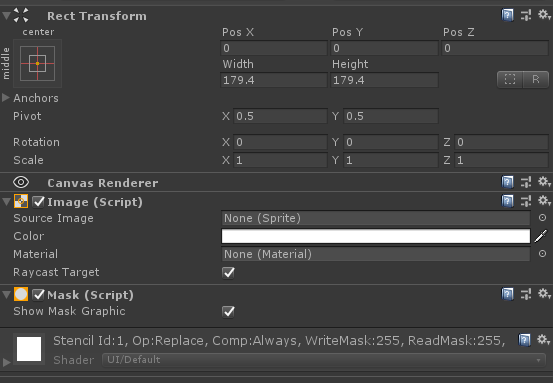 Rect Transform
center
Pos X Pos Y Pos Z
middle
0 0 0
Width Height
179.4 179.4
R
Anchors
Pivot X 0.5 Y 0.5
Rotation X 0 Y 0 Z 0
Scale X 1 Y 1 Z 1
Canvas Renderer
Image (Script)
Source Image None (Sprite)
Color
Material None (Material)
Raycast Target
Mask (Script)
Show Mask Graphic
Stencil Id:1, Op:Replace, Comp:Always, WriteMask:255, ReadMask:255,
Shader UI/Default